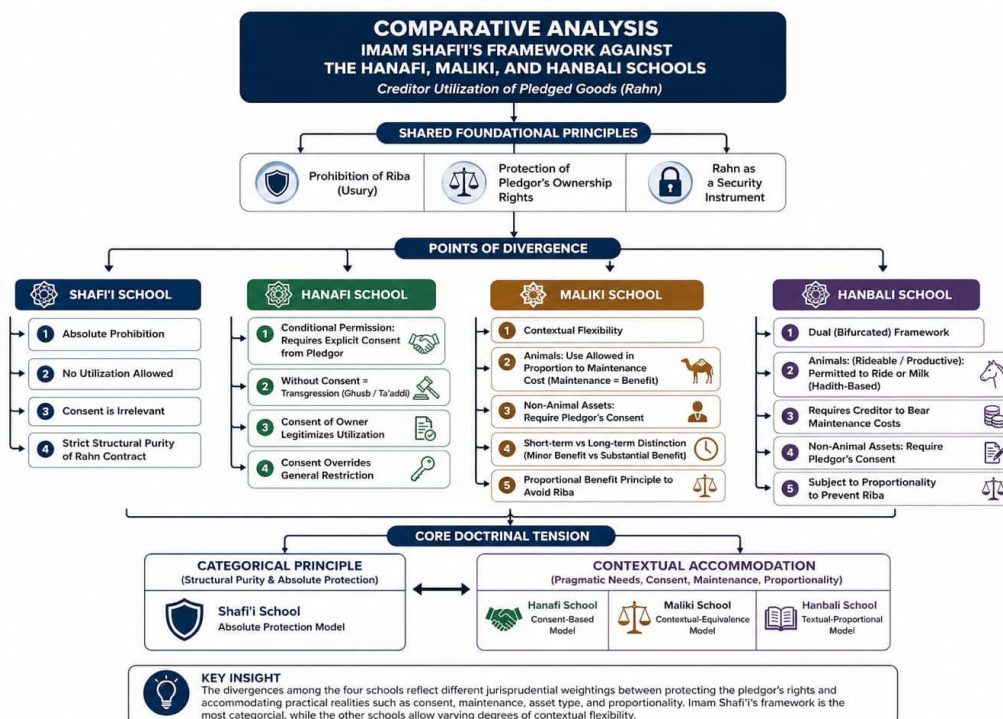 COMPARATIVE ANALYSIS
IMAM SHAFI'I'S FRAMEWORK AGAINST
THE HANAFI, MALIKI, AND HANBALI SCHOOLS
Creditor Utilization of Pledged Goods (Rahn)
SHARED FOUNDATIONAL PRINCIPLES
Prohibition of Riba
(Usury)
Protection of
Pledgor's Ownership
Rights
Rahn as
a Security
Instrument
POINTS OF DIVERGENCE
SHAFI'I SCHOOL
1 Absolute Prohibition
2 No Utilization Allowed
3 Consent is Irrelevant
4 Strict Structural Purity
of Rahn Contract
HANAFI SCHOOL
1 Conditional Permission:
Requires Explicit Consent
from Pledgor
2 Without Consent =
Transgression (Ghusb / Ta'addi)
3 Consent of Owner
Legitimizes Utilization
4 Consent Overrides
General Restriction
MALIKI SCHOOL
1 Contextual Flexibility
2 Animals: Use Allowed in
Proportion to Maintenance
Cost (Maintenance = Benefit)
3 Non-Animal Assets:
Require Pledgor's Consent
4 Short-term vs Long-term Distinction
(Minor Benefit vs Substantial Benefit)
5 Proportional Benefit Principle to
Avoid Riba
HANBALI SCHOOL
1 Dual (Bifurcated) Framework
2 Animals: (Rideable / Productive):
Permitted to Ride or Milk
(Hadith-Based)
3 Requires Creditor to Bear
Maintenance Costs
4 Non-Animal Assets: Require
Pledgor's Consent
5 Subject to Proportionality
to Prevent Riba
CORE DOCTRINAL TENSION
CATEGORICAL PRINCIPLE
(Structural Purity & Absolute Protection)
Shafi'i School
Absolute Protection Model
CONTEXTUAL ACCOMMODATION
(Pragmatic Needs, Consent, Maintenance, Proportionality)
Hanafi School
Consent-Based
Model
Maliki School
Contextual-Equivalence
Model
Hanbali School
Textual-Proportional
Model
KEY INSIGHT
The divergences among the four schools reflect different jurisprudential weightings between protecting the pledgor's rights and
accommodating practical realities such as consent, maintenance, asset type, and proportionality. Imam Shafi'i's framework is the
most categorcial, while the other schools allow varying degrees of contextual flexibility.